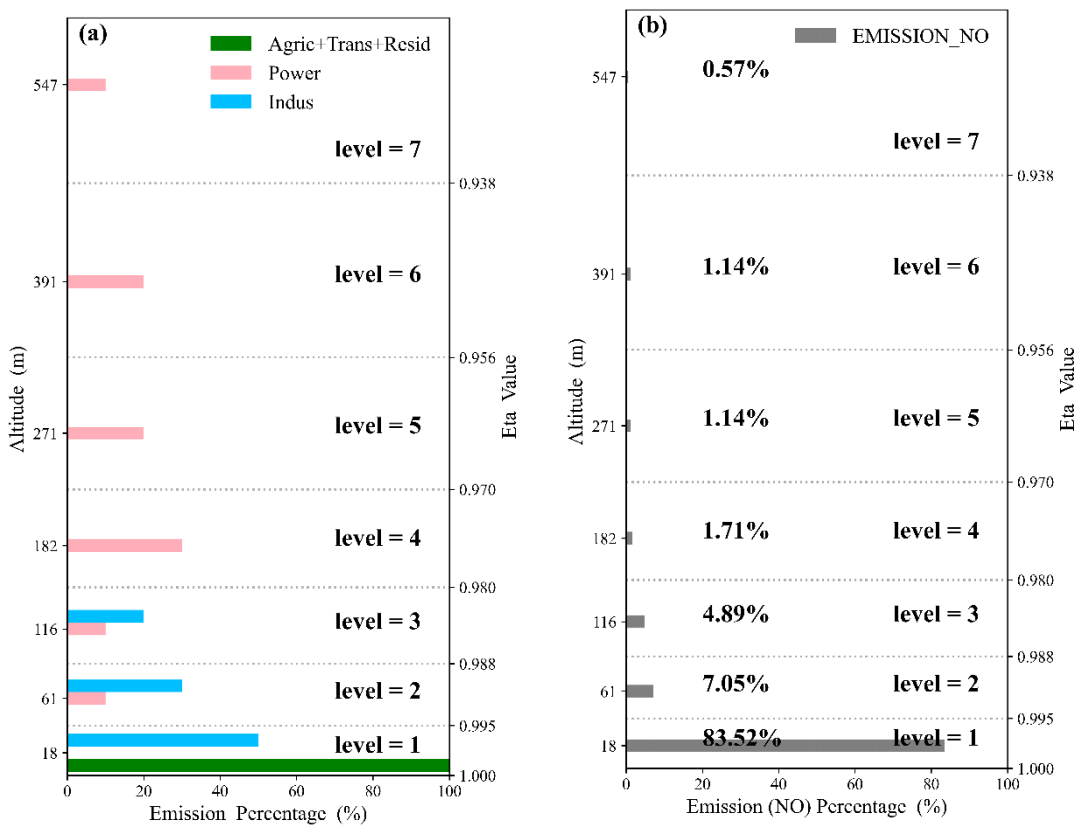 (a)
Agric+Trans+Resid
Power
Indus
547
level = 7
0.938
391
level = 6
0.956
271
level = 5
0.970
182
level = 4
0.980
116
level = 3
0.988
61
level = 2
0.995
18
level = 1
1.000
0 20 40 60 80 100
Emission Percentage (%)
Altitude (m)
Eta Value
(b)
EMISSION_NO
547
0.57%
level = 7
0.938
391
1.14%
level = 6
0.956
271
1.14%
level = 5
0.970
182
1.71%
level = 4
0.980
116
4.89%
level = 3
0.988
61
7.05%
level = 2
0.995
18
83.52%
level = 1
1.000
0 20 40 60 80 100
Emission (NO) Percentage (%)
Altitude (m)
Eta Value